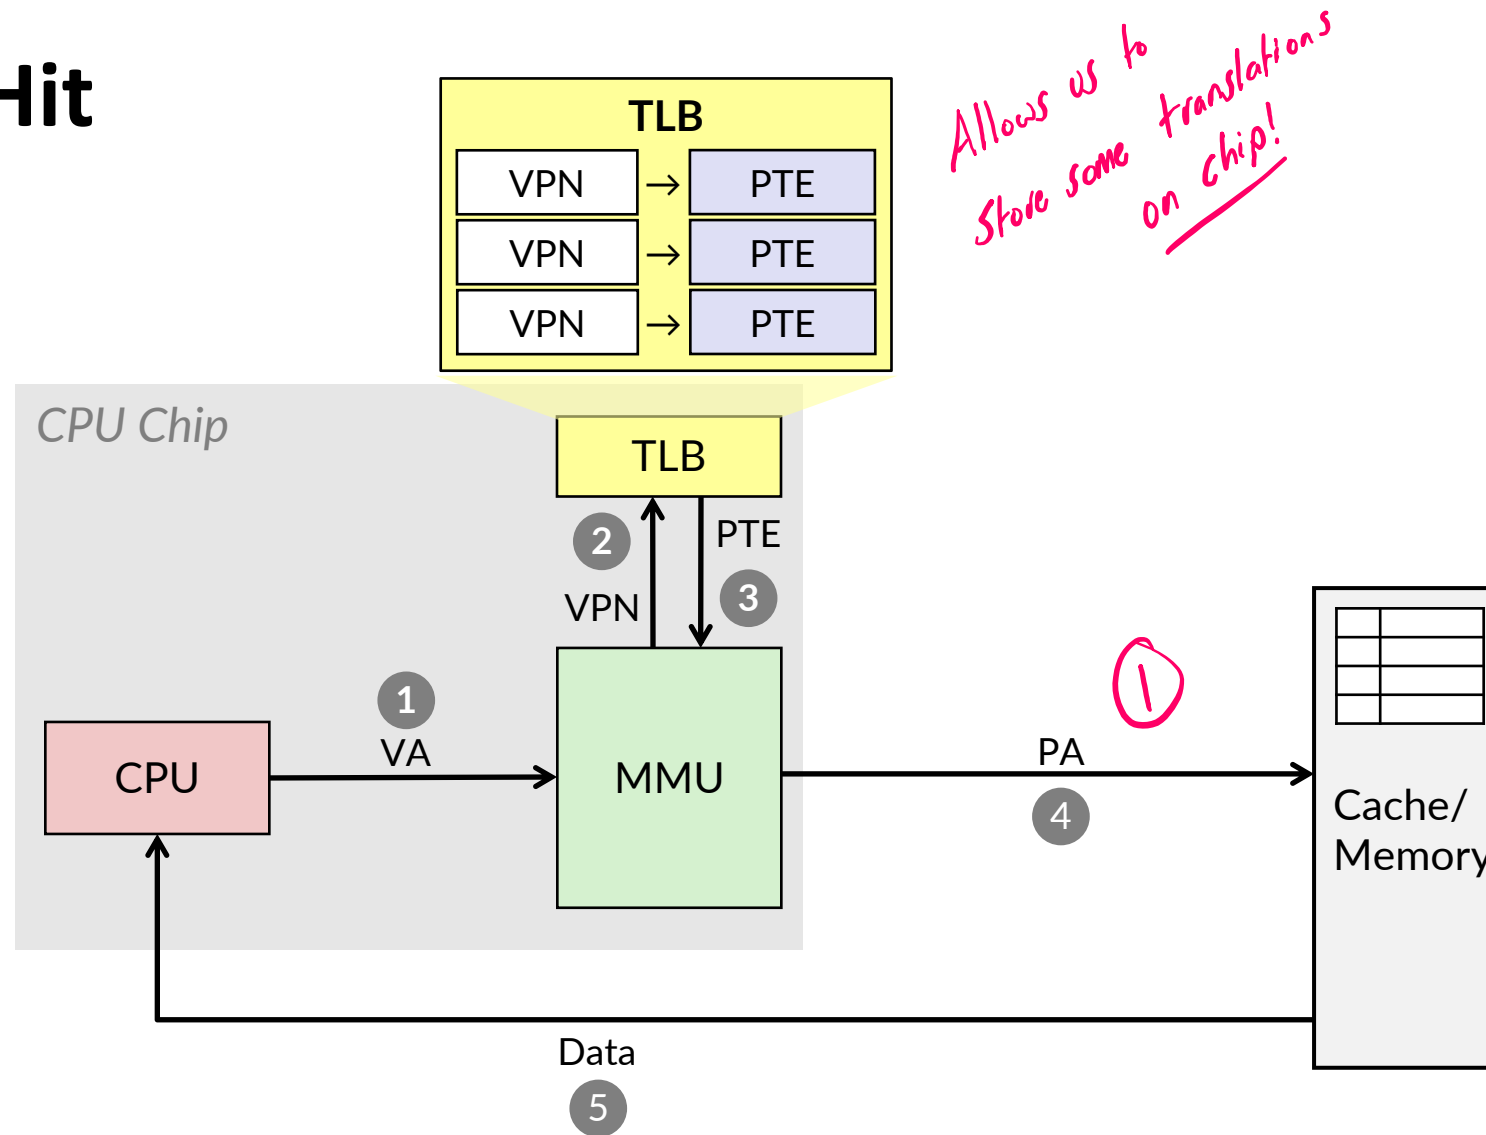 Hit
Allows us to
store some translations
on chip!
TLB
VPN → PTE
VPN → PTE
VPN → PTE
CPU Chip
TLB
2
PTE
VPN
3
1
1
VA
PA
CPU
MMU
4
Cache/
Memory
Data
5